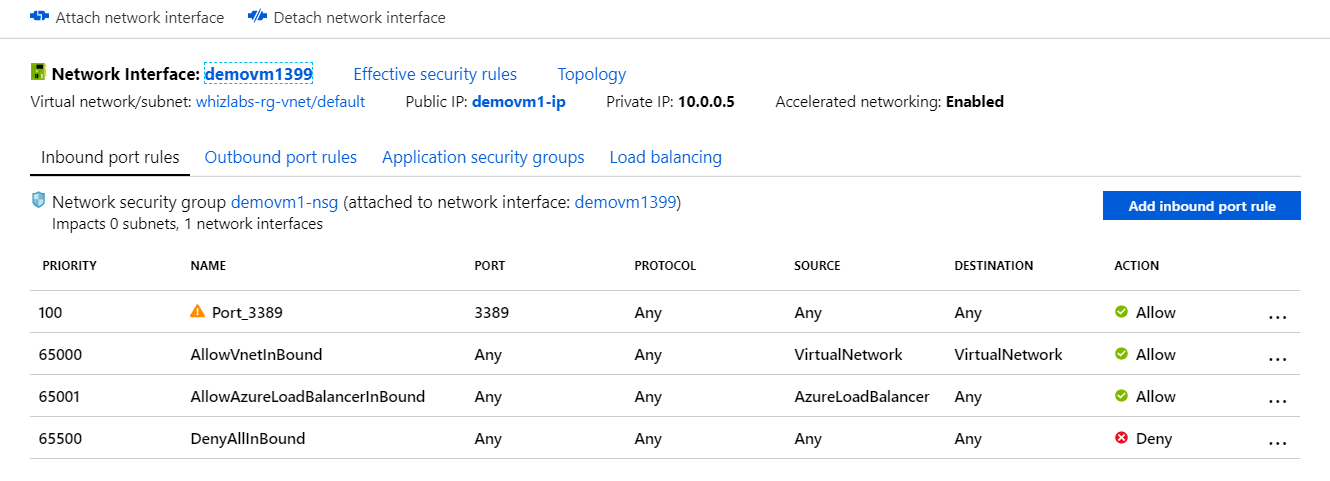 Attach network interface Detach network interface
Network Interface: demovm1399 Effective security rules Topology
Virtual network/subnet: whizlabs-rg-vnet/default Public IP: demovm1-ip Private IP: 10.0.0.5 Accelerated networking: Enabled
Inbound port rules Outbound port rules Application security groups Load balancing
Network security group demovm1-nsg (attached to network interface: demovm1399)
Impacts 0 subnets, 1 network interfaces
Add inbound port rule
PRIORITY NAME PORT PROTOCOL SOURCE DESTINATION ACTION
100 Port_3389 3389 Any Any Any Allow ...
65000 AllowVnetInBound Any Any VirtualNetwork VirtualNetwork Allow ...
65001 AllowAzureLoadBalancerInBound Any Any AzureLoadBalancer Any Allow ...
65500 DenyAllInBound Any Any Any Any Deny ...